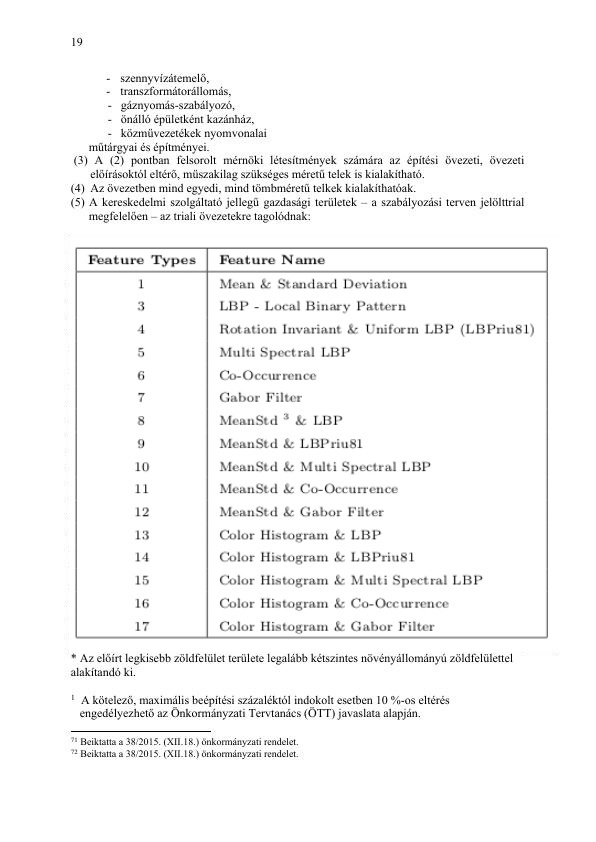 19
- szennyvízátemelő,
- transzformátorállomás,
- gáznyomás-szabályozó,
- önálló épületként kazánház,
- közművezetékek nyomvonalai
műtárgyai és építményei.
(3) A (2) pontban felsorolt mérnöki létesítmények számára az építési övezeti, övezeti
előírásoktól eltérő, műszakilag szükséges méretű telek is kialakítható.
(4) Az övezetben mind egyedi, mind tömbméretű telkek kialakíthatóak.
(5) A kereskedelmi szolgáltató jellegű gazdasági területek – a szabályozási terven jelölttrial
megfelelően – az triali övezetekre tagolódnak:
Feature Types Feature Name
1 Mean & Standard Deviation
3 LBP - Local Binary Pattern
4 Rotation Invariant & Uniform LBP (LBPriu81)
5 Multi Spectral LBP
6 Co-Occurrence
7 Gabor Filter
8 MeanStd ³ & LBP
9 MeanStd & LBPriu81
10 MeanStd & Multi Spectral LBP
11 MeanStd & Co-Occurrence
12 MeanStd & Gabor Filter
13 Color Histogram & LBP
14 Color Histogram & LBPriu81
15 Color Histogram & Multi Spectral LBP
16 Color Histogram & Co-Occurrence
17 Color Histogram & Gabor Filter
* Az előírt legkisebb zöldfelület területe legalább kétszintes növényállományú zöldfelülettel
alakítandó ki.
¹ A kötelező, maximális beépítési százaléktól indokolt esetben 10 %-os eltérés
engedélyezhető az Önkormányzati Tervtanács (ÖTT) javaslata alapján.
⁷¹ Beiktatta a 38/2015. (XII.18.) önkormányzati rendelet.
⁷² Beiktatta a 38/2015. (XII.18.) önkormányzati rendelet.